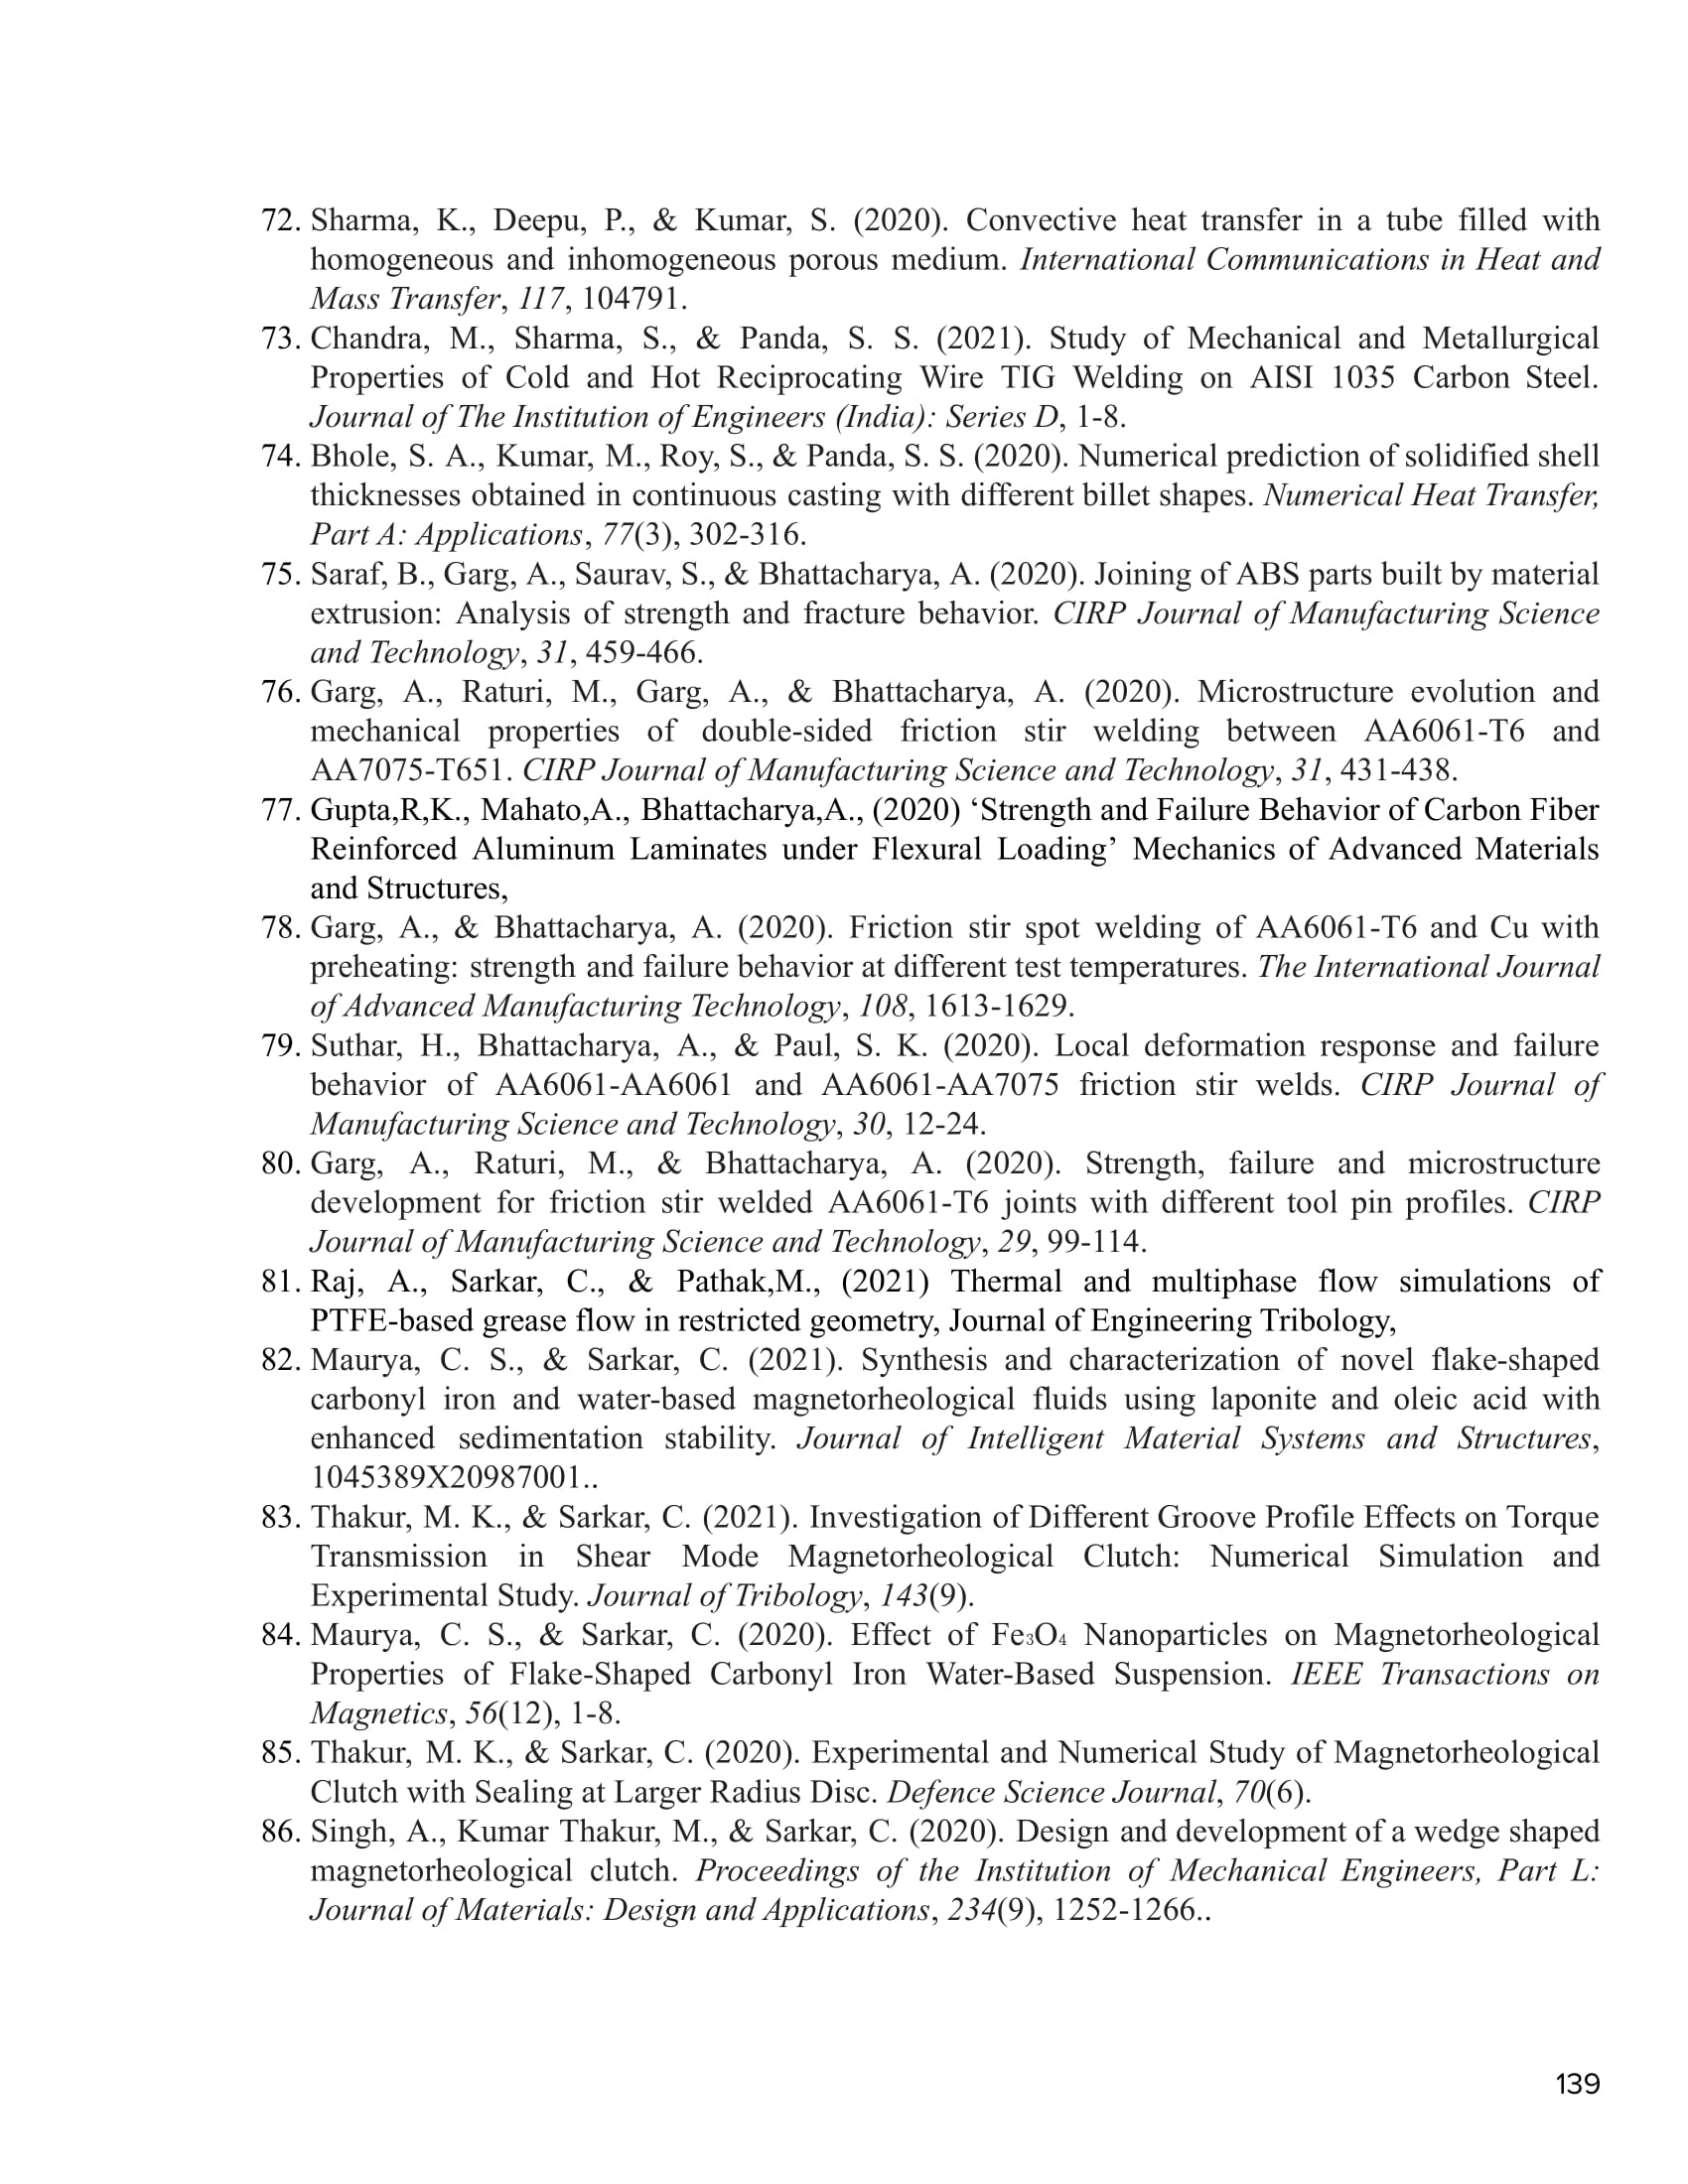 72. Sharma, K., Deepu, P., & Kumar, S. (2020). Convective heat transfer in a tube filled with
homogeneous and inhomogeneous porous medium. International Communications in Heat and
Mass Transfer, 117, 104791.
73. Chandra, M., Sharma, S., & Panda, S. S. (2021). Study of Mechanical and Metallurgical
Properties of Cold and Hot Reciprocating Wire TIG Welding on AISI 1035 Carbon Steel.
Journal of The Institution of Engineers (India): Series D, 1-8.
74. Bhole, S. A., Kumar, M., Roy, S., & Panda, S. S. (2020). Numerical prediction of solidified shell
thicknesses obtained in continuous casting with different billet shapes. Numerical Heat Transfer,
Part A: Applications, 77(3), 302-316.
75. Saraf, B., Garg, A., Saurav, S., & Bhattacharya, A. (2020). Joining of ABS parts built by material
extrusion: Analysis of strength and fracture behavior. CIRP Journal of Manufacturing Science
and Technology, 31, 459-466.
76. Garg, A., Raturi, M., Garg, A., & Bhattacharya, A. (2020). Microstructure evolution and
mechanical properties of double-sided friction stir welding between AA6061-T6 and
AA7075-T651. CIRP Journal of Manufacturing Science and Technology, 31, 431-438.
77. Gupta,R,K., Mahato,A., Bhattacharya,A., (2020) ‘Strength and Failure Behavior of Carbon Fiber
Reinforced Aluminum Laminates under Flexural Loading’ Mechanics of Advanced Materials
and Structures,
78. Garg, A., & Bhattacharya, A. (2020). Friction stir spot welding of AA6061-T6 and Cu with
preheating: strength and failure behavior at different test temperatures. The International Journal
of Advanced Manufacturing Technology, 108, 1613-1629.
79. Suthar, H., Bhattacharya, A., & Paul, S. K. (2020). Local deformation response and failure
behavior of AA6061-AA6061 and AA6061-AA7075 friction stir welds. CIRP Journal of
Manufacturing Science and Technology, 30, 12-24.
80. Garg, A., Raturi, M., & Bhattacharya, A. (2020). Strength, failure and microstructure
development for friction stir welded AA6061-T6 joints with different tool pin profiles. CIRP
Journal of Manufacturing Science and Technology, 29, 99-114.
81. Raj, A., Sarkar, C., & Pathak,M., (2021) Thermal and multiphase flow simulations of
PTFE-based grease flow in restricted geometry, Journal of Engineering Tribology,
82. Maurya, C. S., & Sarkar, C. (2021). Synthesis and characterization of novel flake-shaped
carbonyl iron and water-based magnetorheological fluids using laponite and oleic acid with
enhanced sedimentation stability. Journal of Intelligent Material Systems and Structures,
1045389X20987001..
83. Thakur, M. K., & Sarkar, C. (2021). Investigation of Different Groove Profile Effects on Torque
Transmission in Shear Mode Magnetorheological Clutch: Numerical Simulation and
Experimental Study. Journal of Tribology, 143(9).
84. Maurya, C. S., & Sarkar, C. (2020). Effect of Fe₃O₄ Nanoparticles on Magnetorheological
Properties of Flake-Shaped Carbonyl Iron Water-Based Suspension. IEEE Transactions on
Magnetics, 56(12), 1-8.
85. Thakur, M. K., & Sarkar, C. (2020). Experimental and Numerical Study of Magnetorheological
Clutch with Sealing at Larger Radius Disc. Defence Science Journal, 70(6).
86. Singh, A., Kumar Thakur, M., & Sarkar, C. (2020). Design and development of a wedge shaped
magnetorheological clutch. Proceedings of the Institution of Mechanical Engineers, Part L:
Journal of Materials: Design and Applications, 234(9), 1252-1266..
139